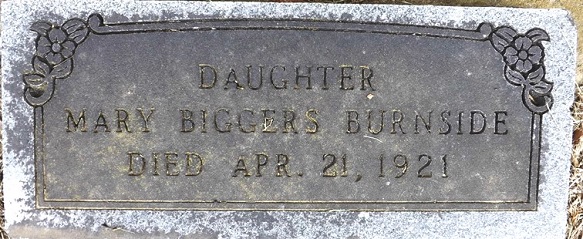 DAUGHTER
MARY BIGGERS BURNSIDE
DIED APR. 21, 1921